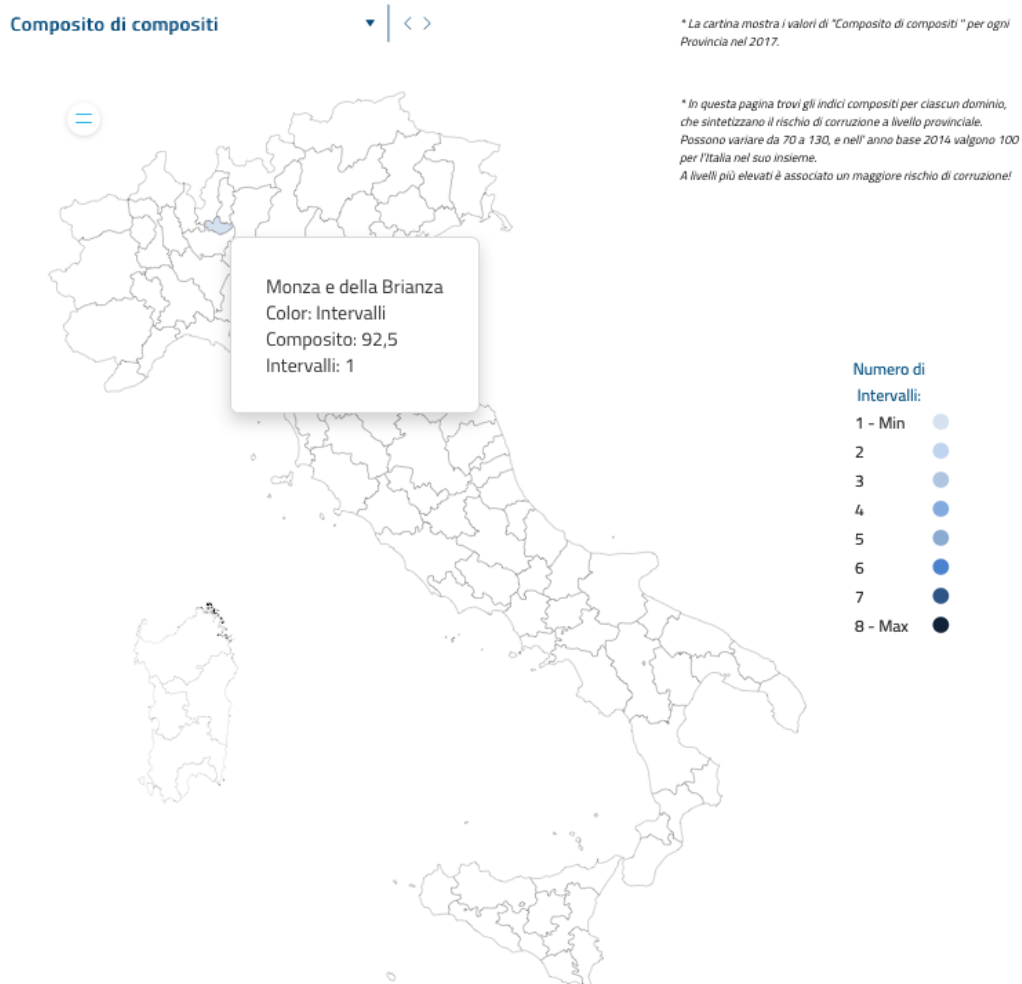 Composito di compositi
* La cartina mostra i valori di "Composito di compositi " per ogni
Provincia nel 2017.
* In questa pagina trovi gli indici compositi per ciascun dominio,
che sintetizzano il rischio di corruzione a livello provinciale.
Possono variare da 70 a 130, e nell' anno base 2014 valgono 100
per l'Italia nel suo insieme.
A livelli più elevati è associato un maggiore rischio di corruzione!
Monza e della Brianza
Color: Intervalli
Composito: 92,5
Intervalli: 1
Numero di
Intervalli:
1 - Min
2
3
4
5
6
7
8 - Max